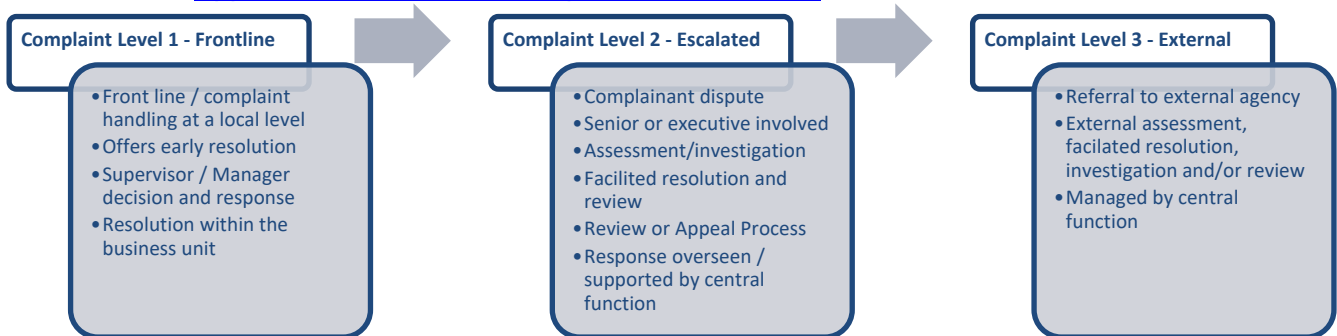 Complaint Level 1 - Frontline
•Front line / complaint
handling at a local level
•Offers early resolution
•Supervisor / Manager
decision and response
•Resolution within the
business unit
Complaint Level 2 - Escalated
•Complainant dispute
•Senior or executive involved
•Assessment/investigation
•Facilited resolution and
review
•Review or Appeal Process
•Response overseen /
supported by central
function
Complaint Level 3 - External
•Referral to external agency
•External assessment,
facilated resolution,
investigation and/or review
•Managed by central
function